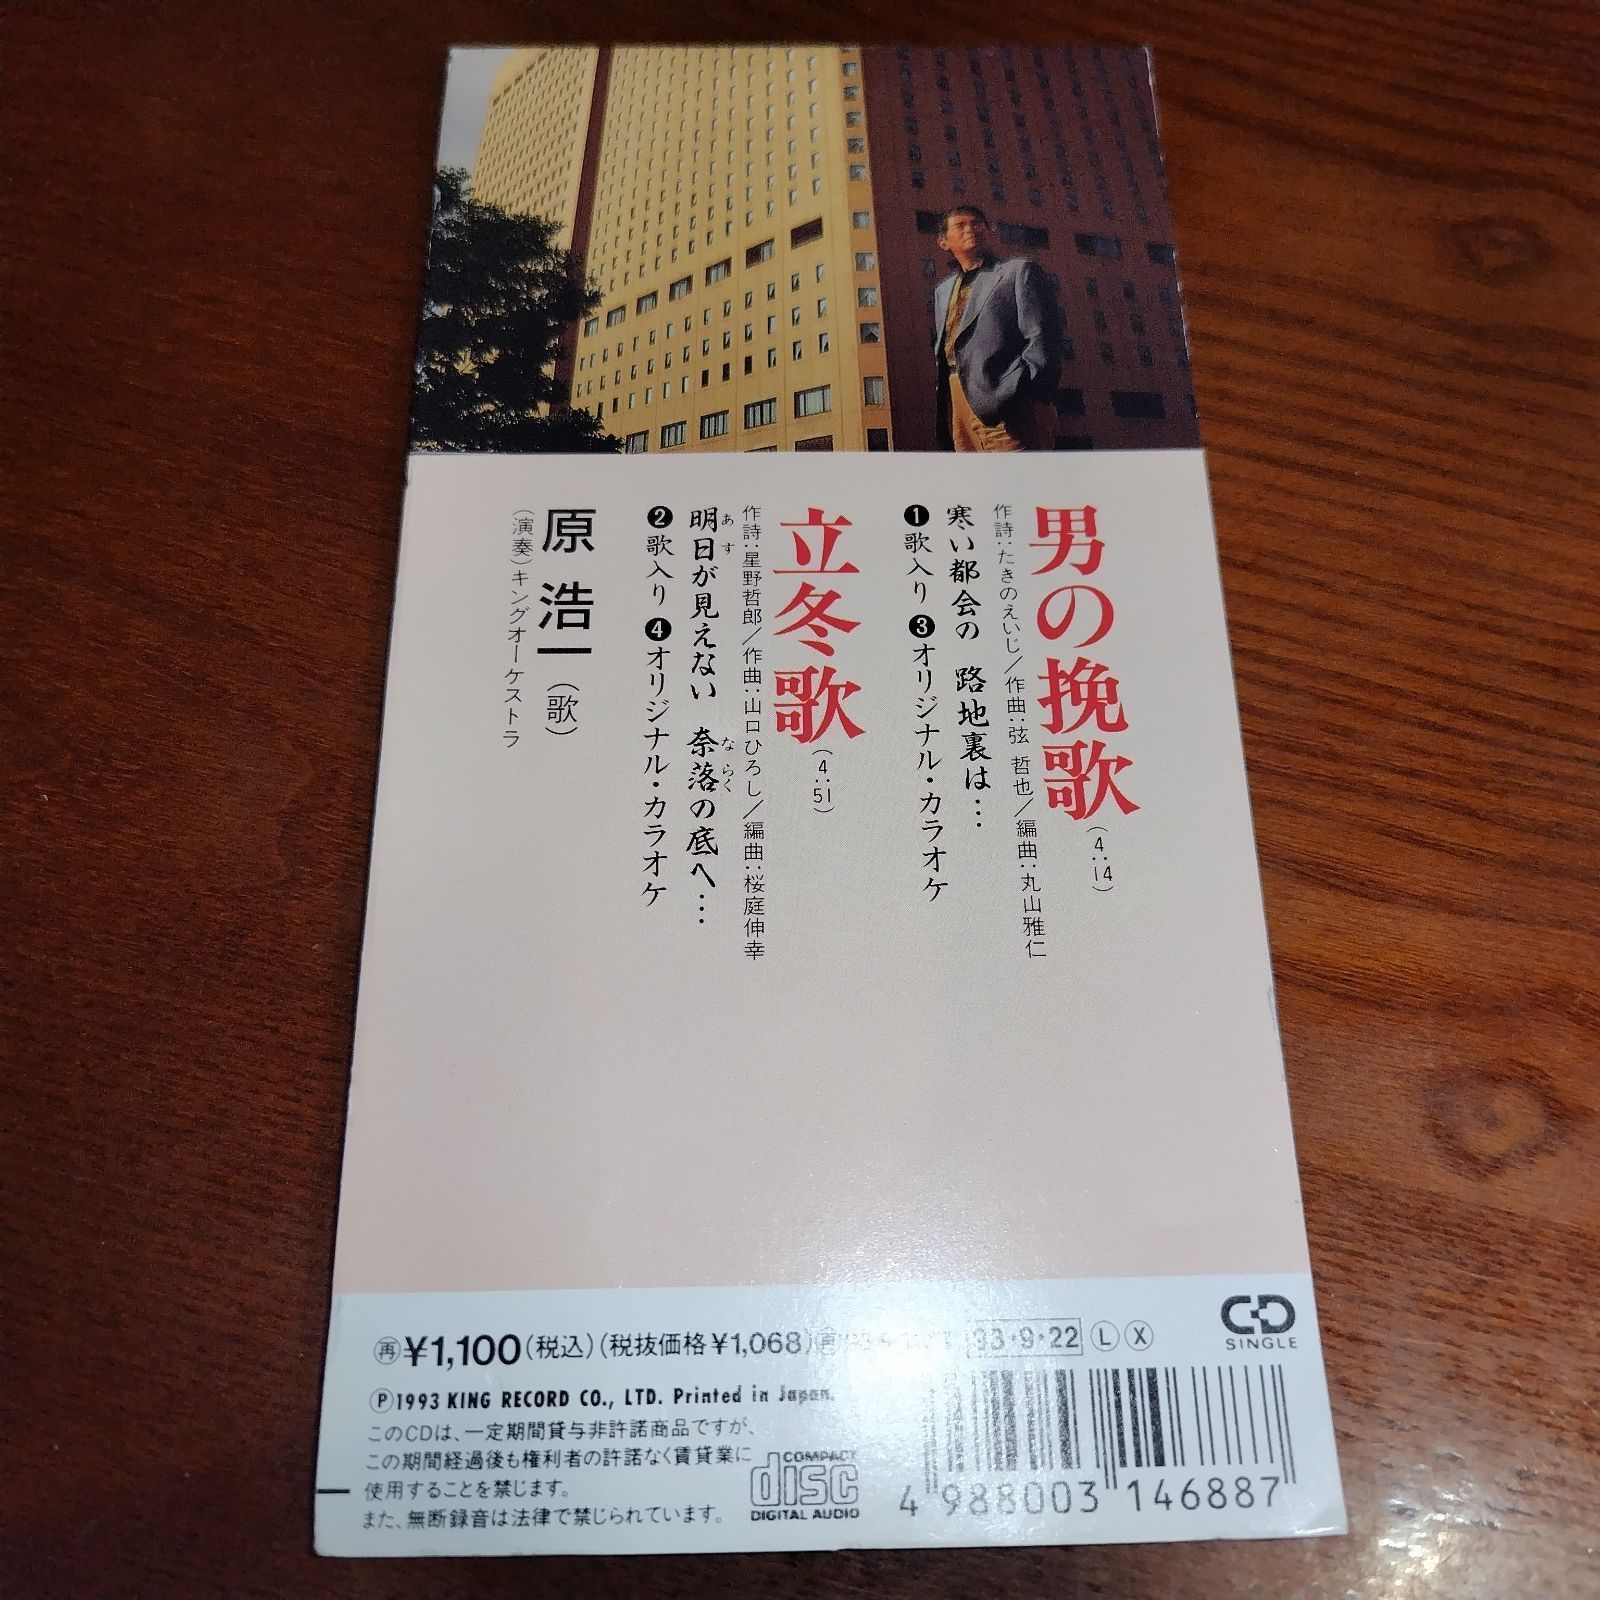 男の挽歌(4:14)
作詩:たきのえいじ/作曲:弦 哲也/編曲:丸山雅仁
寒い都会の 路地裏は…
❶歌入り ❸オリジナル・カラオケ
立冬歌(4:51)
作詩:星野哲郎/作曲:山口ひろし/編曲:桜庭伸幸
明日が見えない 奈落の底へ…
あす ならく
❷歌入り ❹オリジナル・カラオケ
原 浩一(歌)
(演奏)キングオーケストラ
CD
SINGLE
再¥1,100(税込)(税抜価格¥1,068) 93・9・22 Ⓛ Ⓧ
Ⓟ1993 KING RECORD CO., LTD. Printed in Japan.
このCDは、一定期間貸与非許諾商品ですが、
この期間経過後も権利者の許諾なく賃貸業に
使用することを禁じます。
また、無断録音は法律で禁じられています。
COMPACT
disc
DIGITAL AUDIO
4 988003 146887